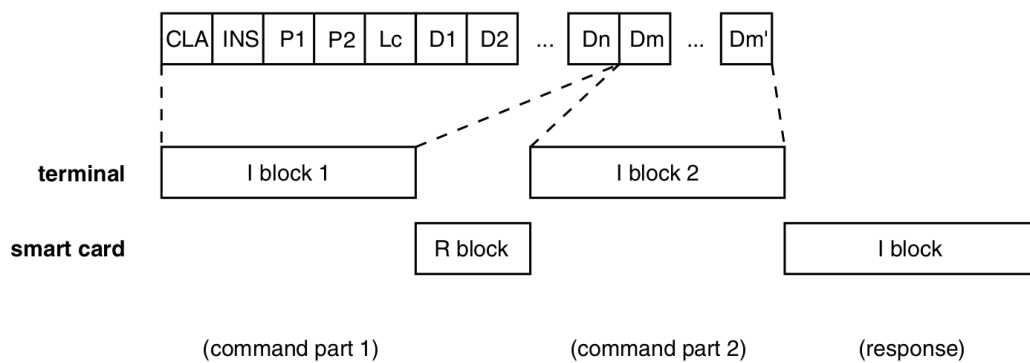 CLA INS P1 P2 Lc D1 D2 ... Dn Dm ... Dm'
terminal I block 1 I block 2
smart card R block I block
(command part 1) (command part 2) (response)